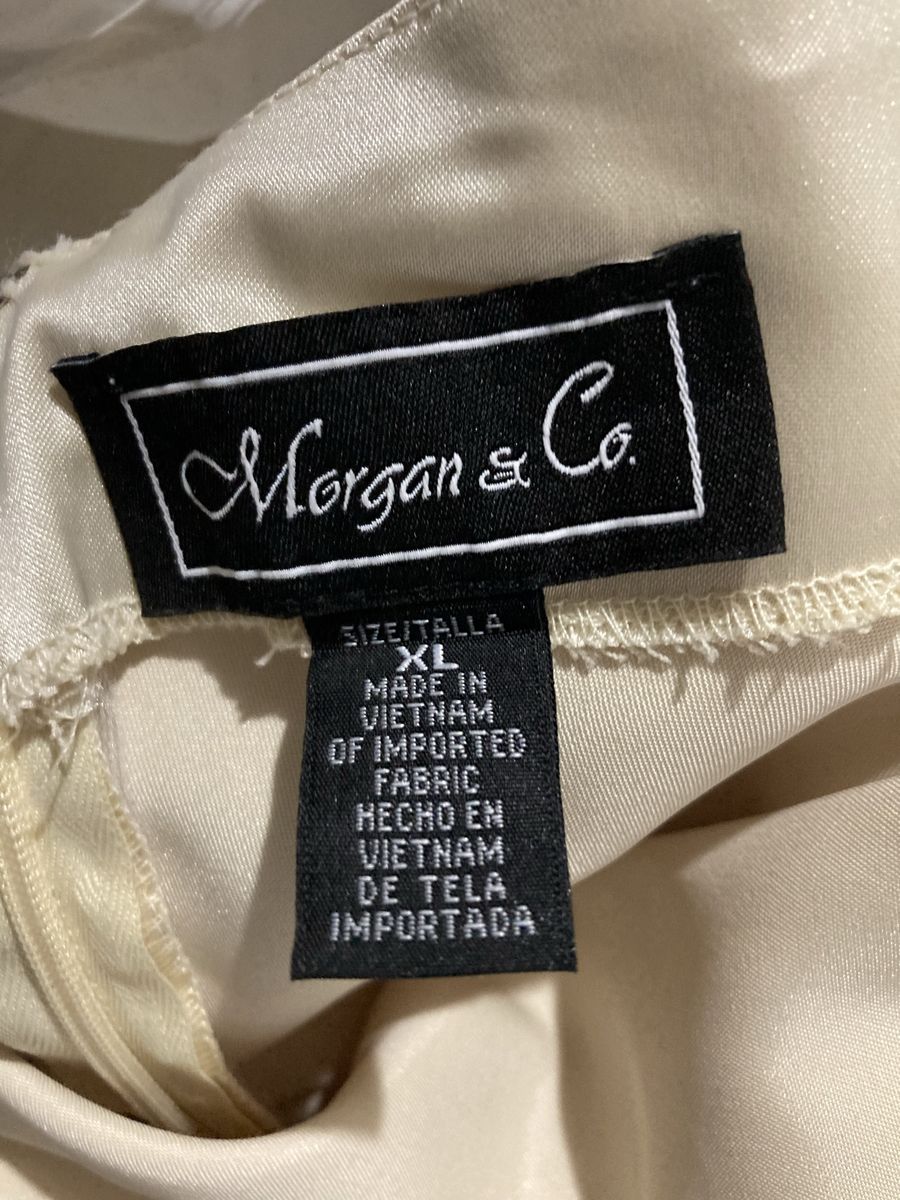 Morgan & Co.
SIZE/TALLA
XL
MADE IN
VIETNAM
OF IMPORTED
FABRIC
HECHO EN
VIETNAM
DE TELA
IMPORTADA